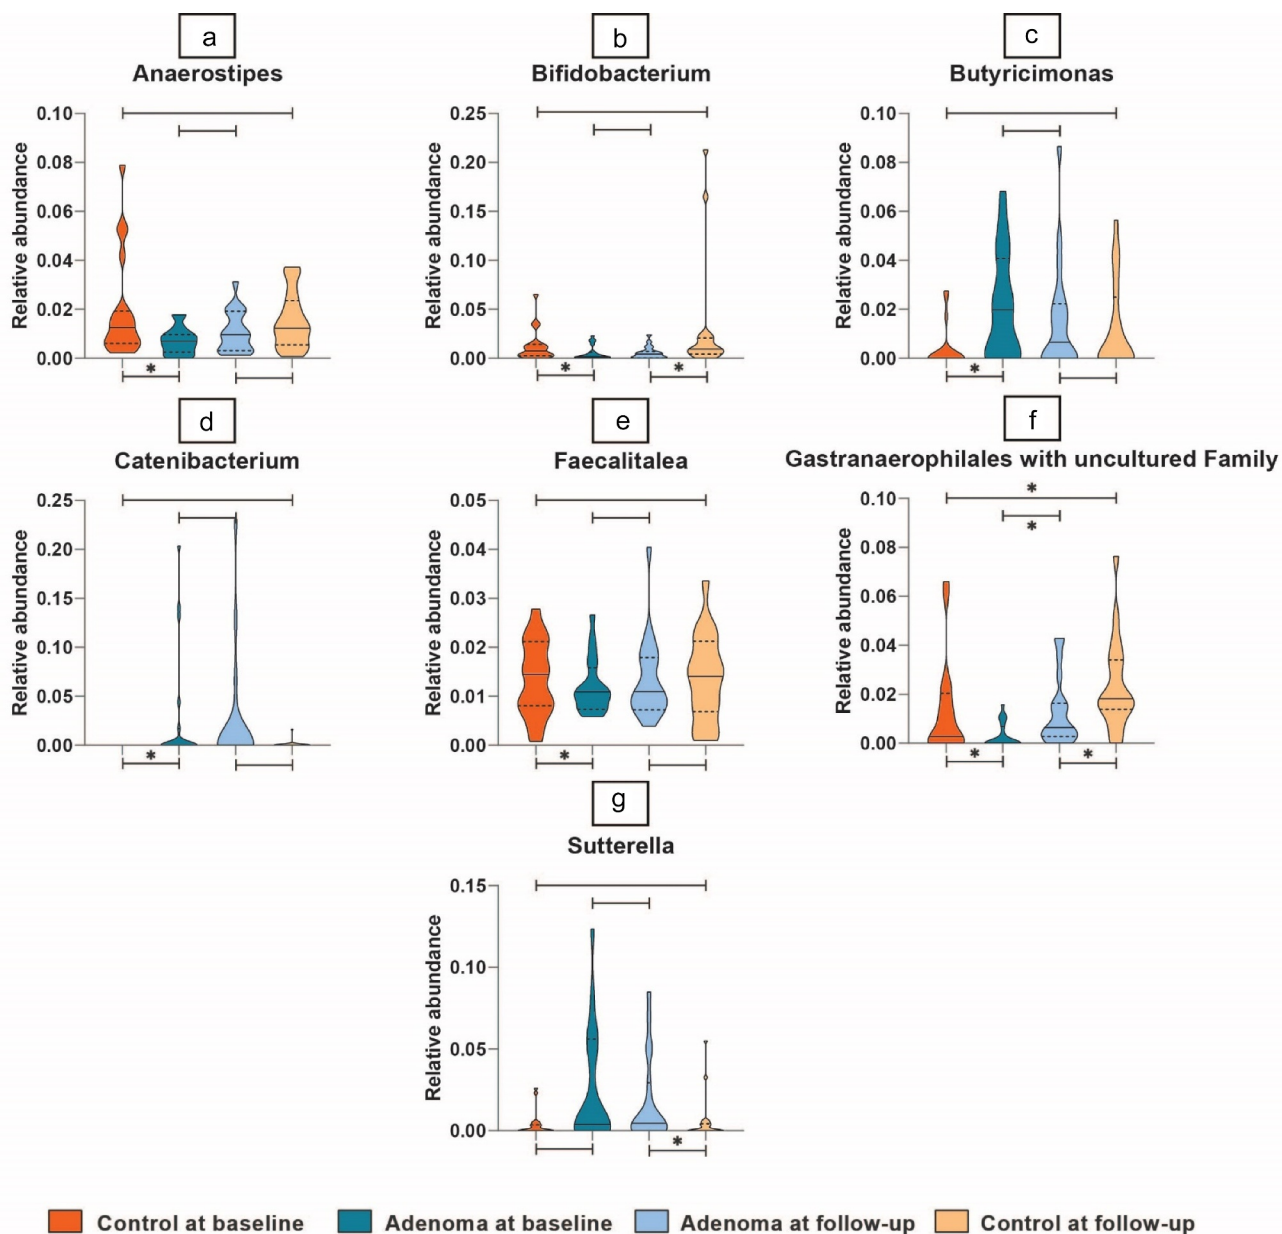 a
Anaerostipes
Relative abundance
0.10
0.08
0.06
0.04
0.02
0.00
*
b
Bifidobacterium
Relative abundance
0.25
0.20
0.15
0.10
0.05
0.00
* *
c
Butyricimonas
Relative abundance
0.10
0.08
0.06
0.04
0.02
0.00
*
d
Catenibacterium
Relative abundance
0.25
0.20
0.15
0.10
0.05
0.00
*
e
Faecalitalea
Relative abundance
0.05
0.04
0.03
0.02
0.01
0.00
*
f
Gastranaerophilales with uncultured Family
Relative abundance
*
*
0.10
0.08
0.06
0.04
0.02
0.00
* *
g
Sutterella
Relative abundance
0.15
0.10
0.05
0.00
*
Control at baseline
Adenoma at baseline
Adenoma at follow-up
Control at follow-up